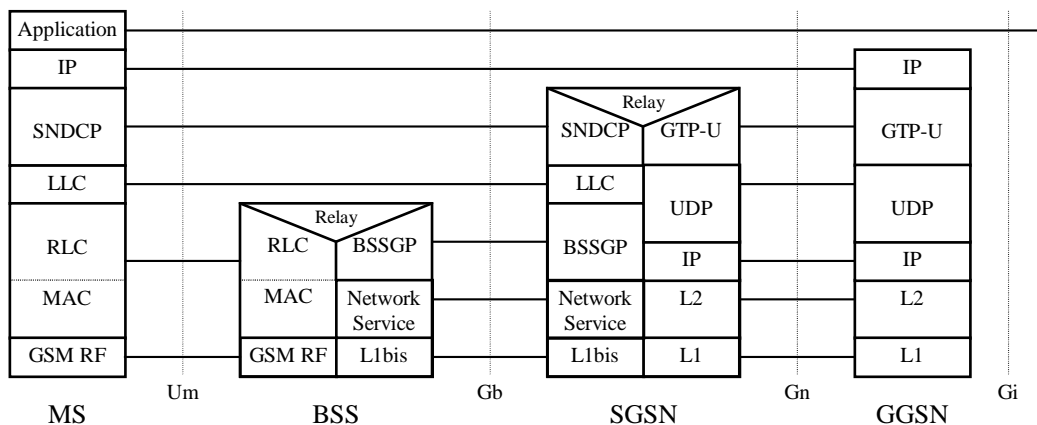 Application
IP
IP
Relay
SNDCP
SNDCP
GTP-U
GTP-U
LLC
LLC
UDP
UDP
Relay
RLC
RLC
BSSGP
BSSGP
IP
IP
MAC
MAC
Network
Service
Network
Service
L2
L2
GSM RF
GSM RF
L1bis
L1bis
L1
L1
Um
Gb
Gn
Gi
MS
BSS
SGSN
GGSN